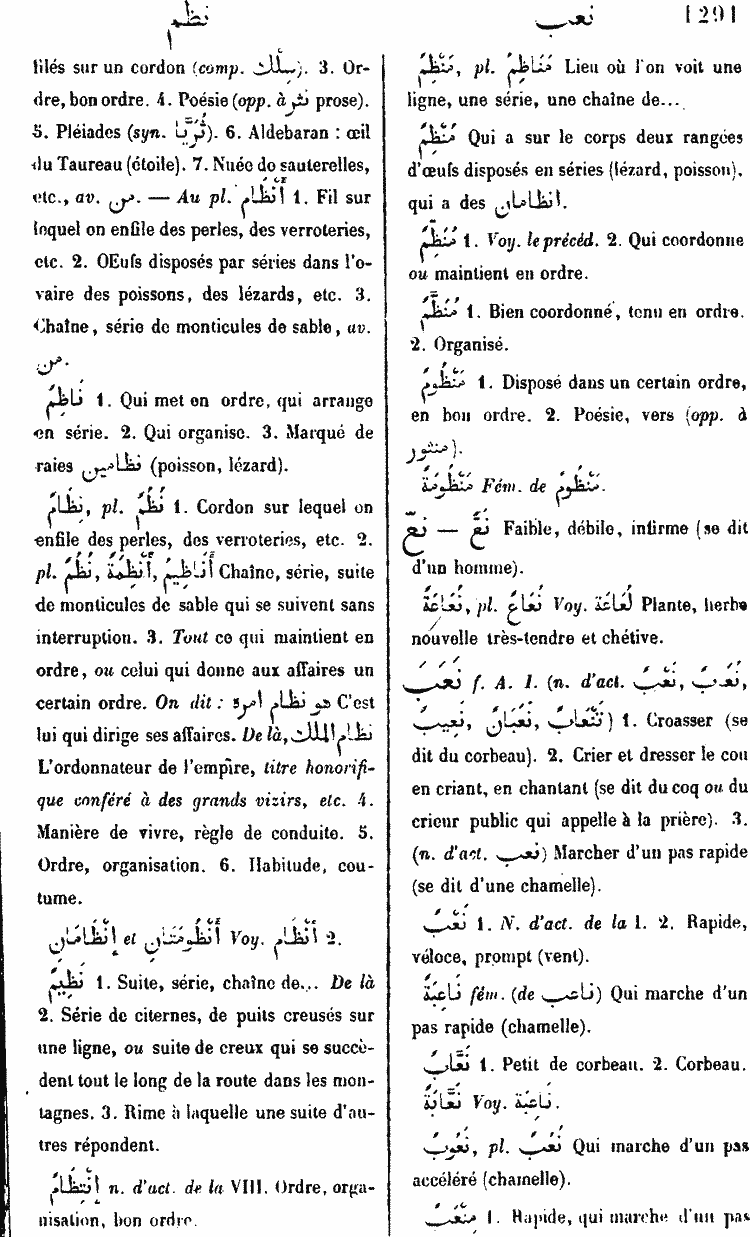 نظم
نعب 1291
filés sur un cordon (comp. سِلْك). 3. Or-
dre, bon ordre. 4. Poésie (opp. à نثر prose).
5. Pléiades (syn. ثُرَيَّا). 6. Aldebaran : œil
du Taureau (étoile). 7. Nuée de sauterelles,
etc., av. من. — Au pl. أَنْظَام 1. Fil sur
lequel on enfile des perles, des verroteries,
etc. 2. OEufs disposés par séries dans l'o-
vaire des poissons, des lézards, etc. 3.
Chaîne, série de monticules de sable, av.
من.
نَاظِمٌ 1. Qui met en ordre, qui arrange
en série. 2. Qui organise. 3. Marqué de
raies نظامين (poisson, lézard).
نِظَامٌ, pl. نُظُمٌ 1. Cordon sur lequel on
enfile des perles, des verroteries, etc. 2.
pl. نُظُمٌ, أَنْظِمَةٌ, أَنَاظِيمُ Chaîne, série, suite
de monticules de sable qui se suivent sans
interruption. 3. Tout ce qui maintient en
ordre, ou celui qui donne aux affaires un
certain ordre. On dit : هو نظام امره C'est
lui qui dirige ses affaires. De là, نظام الملك
L'ordonnateur de l'empire, titre honorifi-
que conféré à des grands vizirs, etc. 4.
Manière de vivre, règle de conduite. 5.
Ordre, organisation. 6. Habitude, cou-
tume.
إِنْظَامَانِ et أُنْظُومَتَانِ Voy. أَنْظَام 2.
نَظِيمٌ 1. Suite, série, chaîne de... De là
2. Série de citernes, de puits creusés sur
une ligne, ou suite de creux qui se succè-
dent tout le long de la route dans les mon-
tagnes. 3. Rime à laquelle une suite d'au-
tres répondent.
إِنْتِظَامٌ n. d'act. de la VIII. Ordre, orga-
nisation, bon ordre.
مَنْظِمٌ, pl. مَنَاظِمُ Lieu où l'on voit une
ligne, une série, une chaîne de...
مُنْظِمٌ Qui a sur le corps deux rangées
d'œufs disposés en séries (lézard, poisson),
qui a des انظامان.
مُنَظِّمٌ 1. Voy. le précéd. 2. Qui coordonne
ou maintient en ordre.
مُنَظَّمٌ 1. Bien coordonné, tenu en ordre.
2. Organisé.
مَنْظُومٌ 1. Disposé dans un certain ordre,
en bon ordre. 2. Poésie, vers (opp. à
منثور).
مَنْظُومَةٌ Fém. de مَنْظُومٌ.
نَعَّ — نَعٌّ Faible, débile, infirme (se dit
d'un homme).
نُعَاعَةٌ, pl. نُعَاعٌ Voy. لُعَاعَة Plante, herbe
nouvelle très-tendre et chétive.
نَعَبَ f. A. I. (n. d'act. نَعْبٌ, نَعَبٌ,
نَعِيبٌ, نُعَابٌ, نَعَبَانٌ, تَنْعَابٌ) 1. Croasser (se
dit du corbeau). 2. Crier et dresser le cou
en criant, en chantant (se dit du coq ou du
crieur public qui appelle à la prière). 3.
(n. d'act. نعب) Marcher d'un pas rapide
(se dit d'une chamelle).
نَعْبٌ 1. N. d'act. de la I. 2. Rapide,
véloce, prompt (vent).
نَاعِبَةٌ fém. (de ناعب) Qui marche d'un
pas rapide (chamelle).
نَعَّابٌ 1. Petit de corbeau. 2. Corbeau.
نَعَّابَةٌ Voy. نَاعِبَة.
نَعُوبٌ, pl. نُعُبٌ Qui marche d'un pas
accéléré (chamelle).
مِنْعَبٌ 1. Rapide, qui marche d'un pas